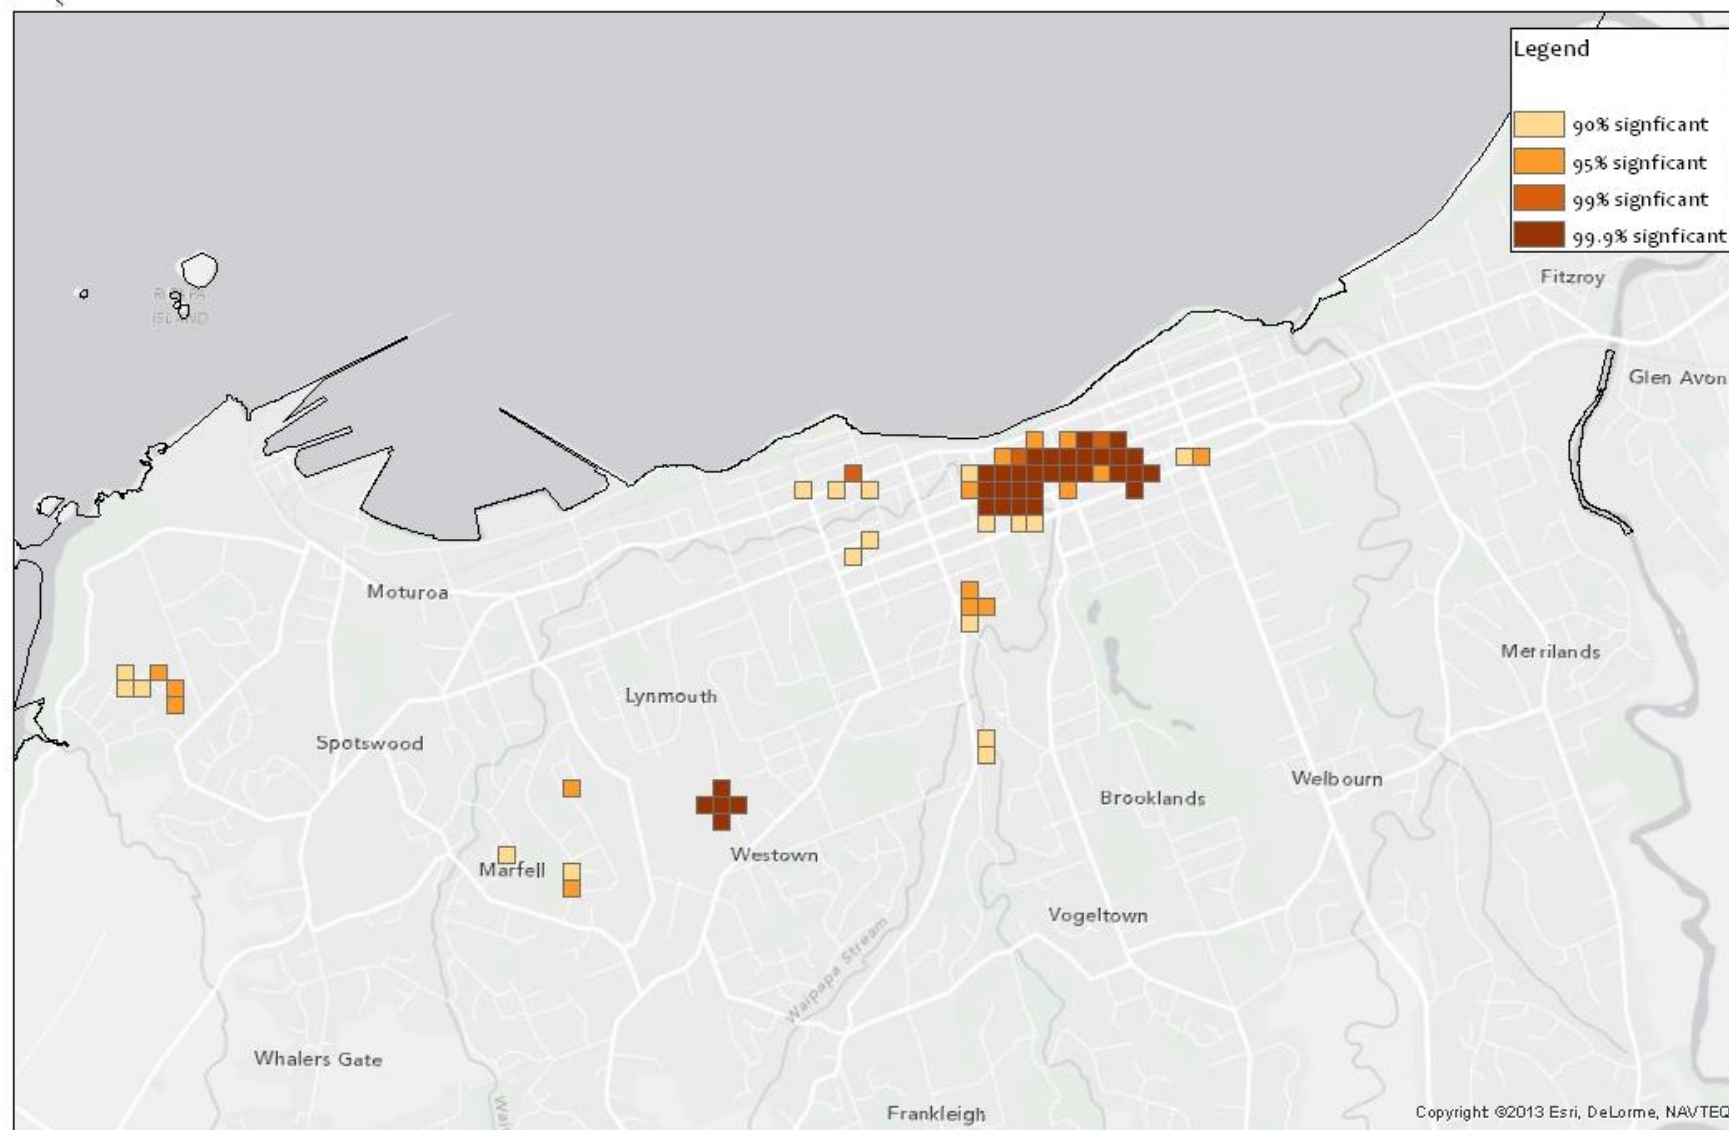 Legend
90% signficant
95% signficant
99% signficant
99.9% signficant
Fitzroy
ISLAND
Glen Avon
Moturoa
Merrilands
Lynmouth
Spotswood
Welbourn
Brooklands
Westown
Marfell
Vogeltown
Waipapa Stream
Whalers Gate
Frankleigh
Copyright ©2013 Esri, DeLorme, NAVTEQ